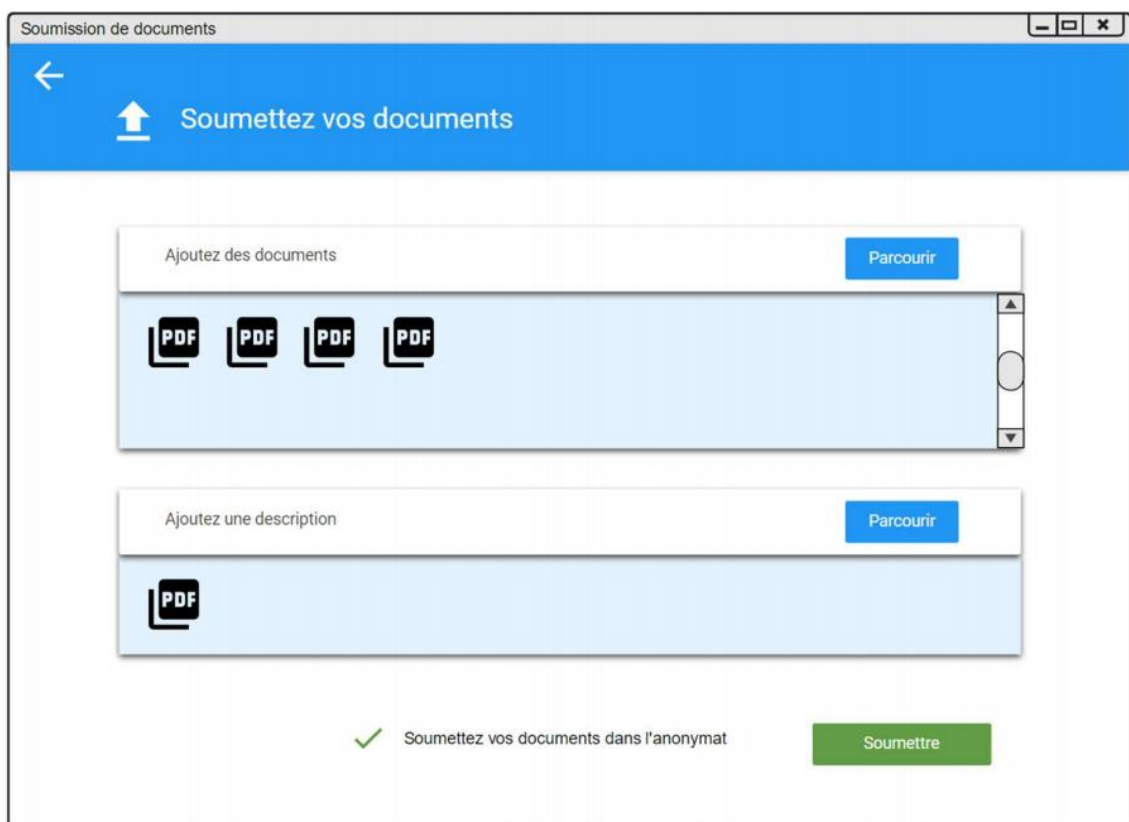 Soumission de documents
Soumettez vos documents
Ajoutez des documents
Parcourir
PDF PDF PDF PDF
Ajoutez une description
Parcourir
PDF
Soumettez vos documents dans l'anonymat
Soumettre